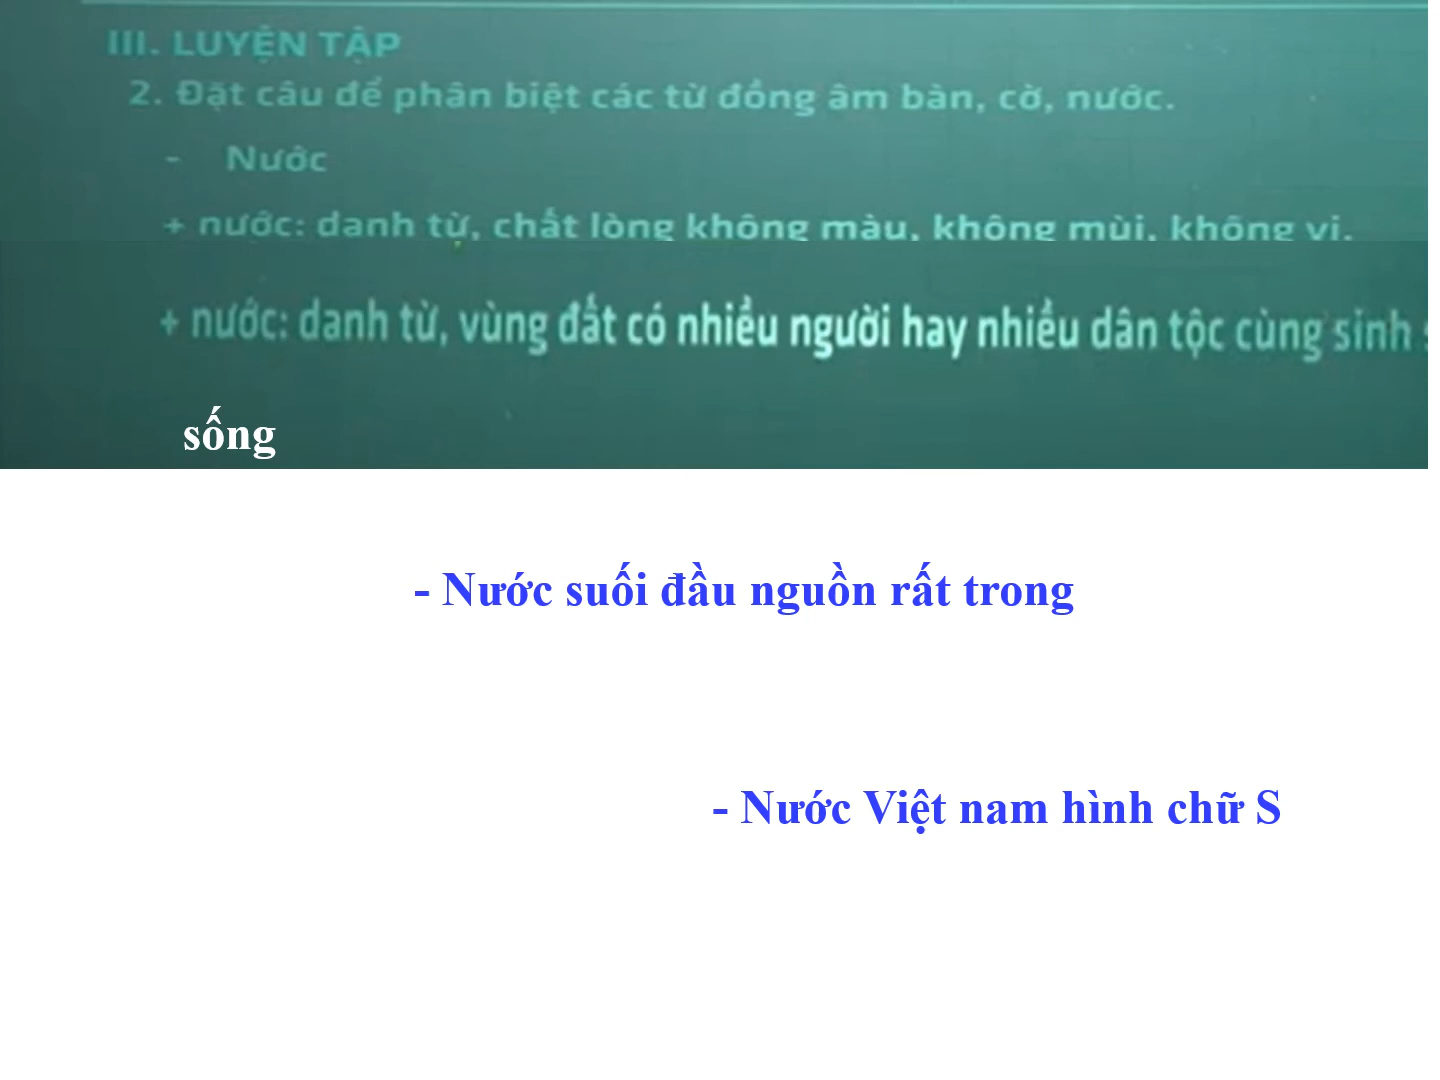 III. LUYỆN TẬP
2. Đặt câu để phân biệt các từ đồng âm bàn, cờ, nước.
- Nước
+ nước: danh từ, chất lỏng không màu, không mùi, không vị.
+ nước: danh từ, vùng đất có nhiều người hay nhiều dân tộc cùng sinh
sống
- Nước suối đầu nguồn rất trong
- Nước Việt nam hình chữ S